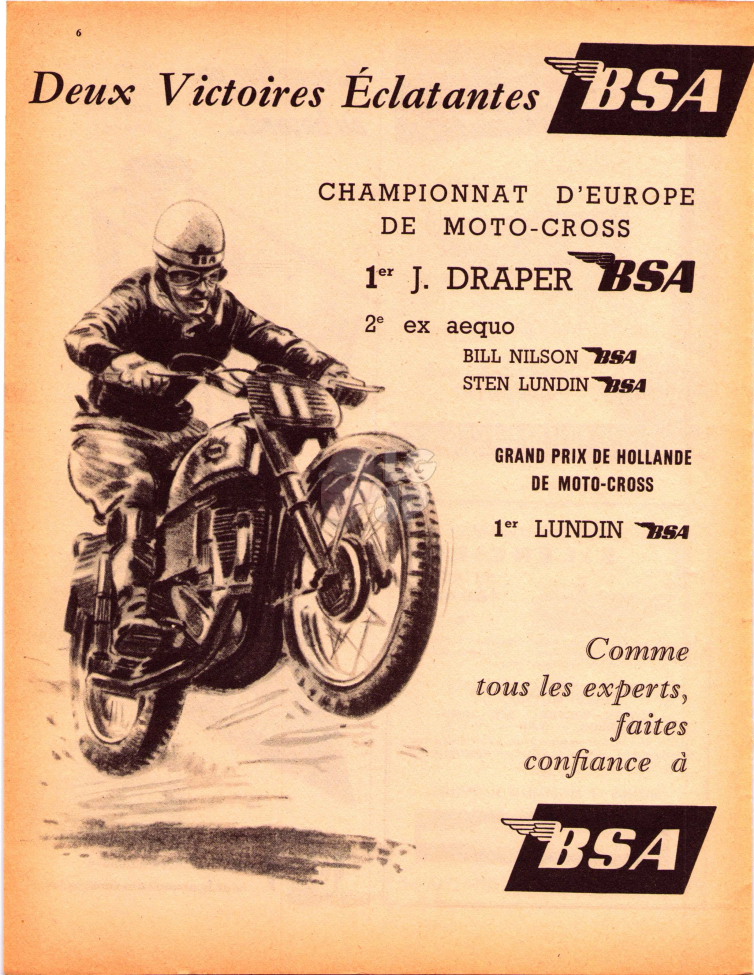 6
Deux Victoires Éclatantes BSA
CHAMPIONNAT D'EUROPE
DE MOTO-CROSS
1er J. DRAPER BSA
2e ex aequo
BILL NILSON BSA
STEN LUNDIN BSA
GRAND PRIX DE HOLLANDE
DE MOTO-CROSS
1er LUNDIN BSA
Comme
tous les experts,
faites
confiance à
BSA
BSA
11